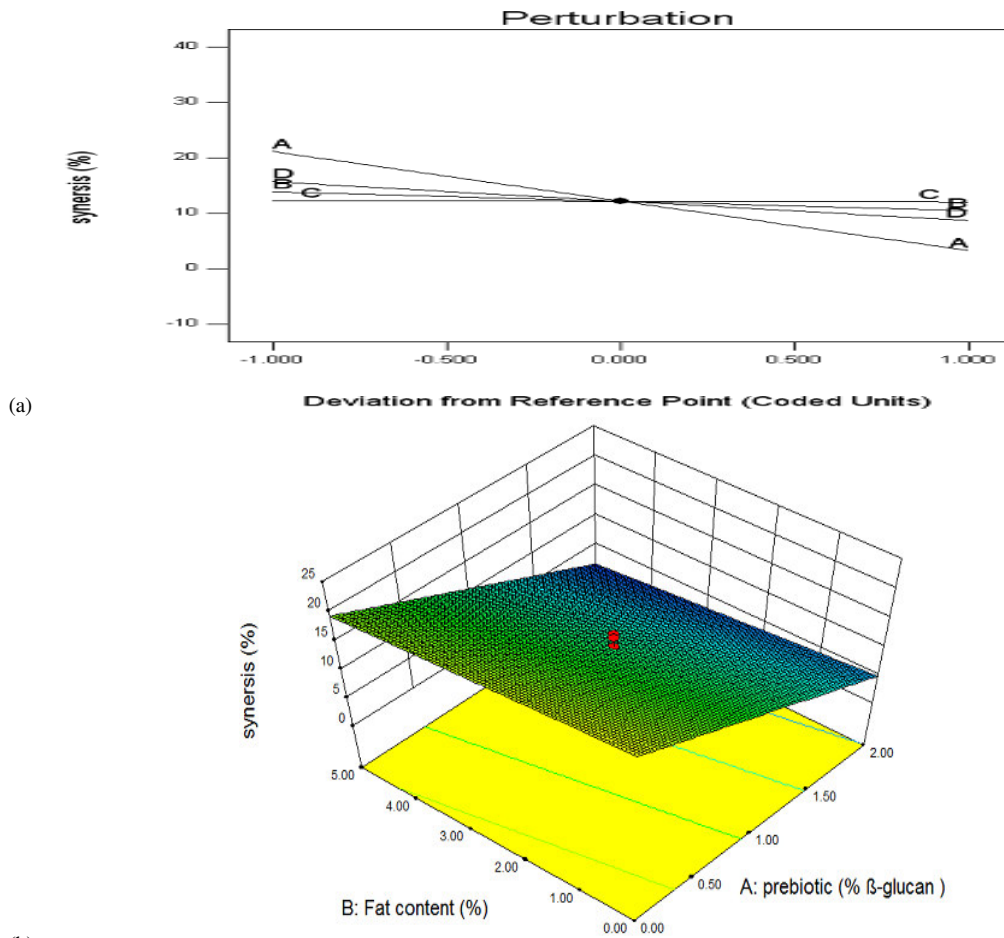 Perturbation
40
30
20
10
0
-10
synersis (%)
A
D
B
C
C
B
D
A
-1.000 -0.500 0.000 0.500 1.000
Deviation from Reference Point (Coded Units)
(a)
25
20
15
10
5
0
synersis (%)
5.00
4.00
3.00
2.00
1.00
0.00
B: Fat content (%)
2.00
1.50
1.00
0.50
0.00
A: prebiotic (% ß-glucan )